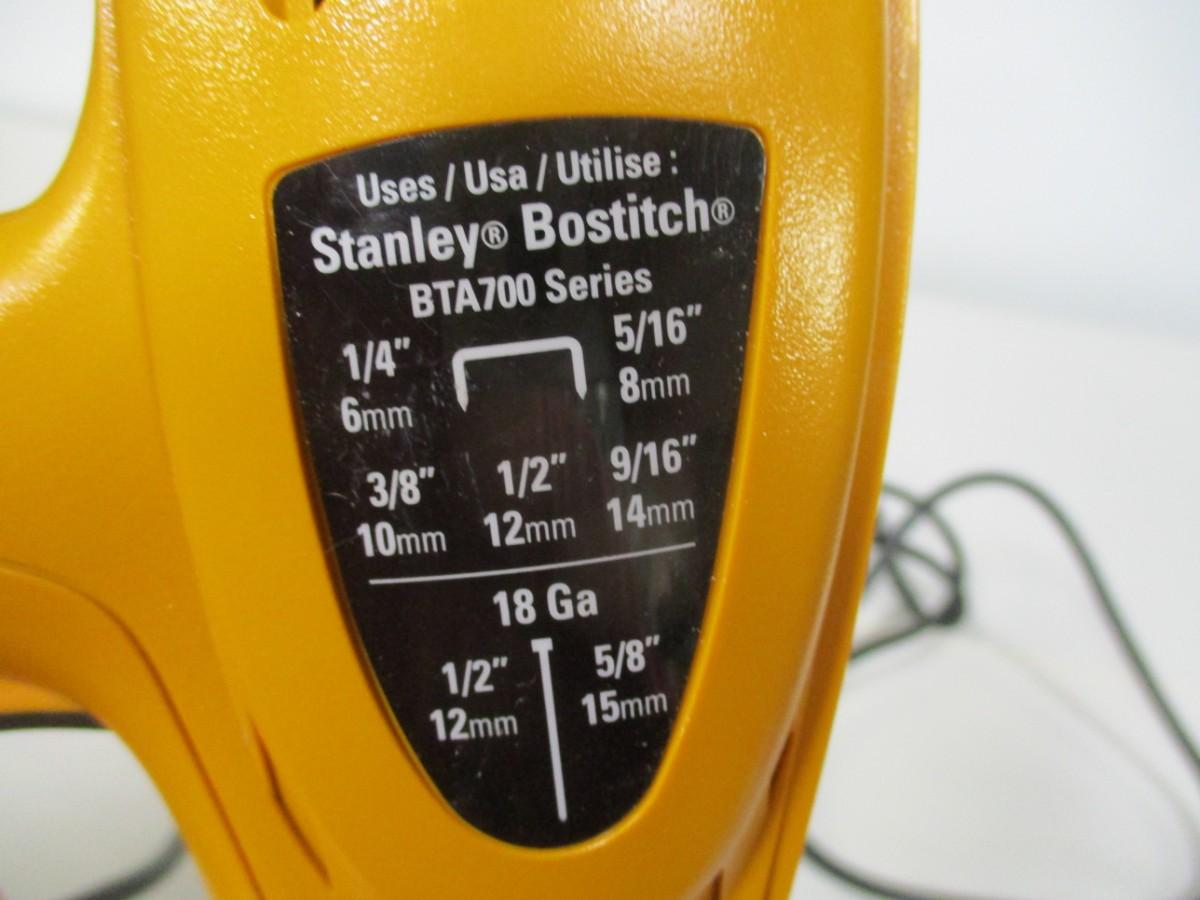 Uses / Usa / Utilise :
Stanley® Bostitch®
BTA700 Series
1/4" 5/16"
6mm 8mm
3/8" 1/2" 9/16"
10mm 12mm 14mm
18 Ga
1/2" 5/8"
12mm 15mm